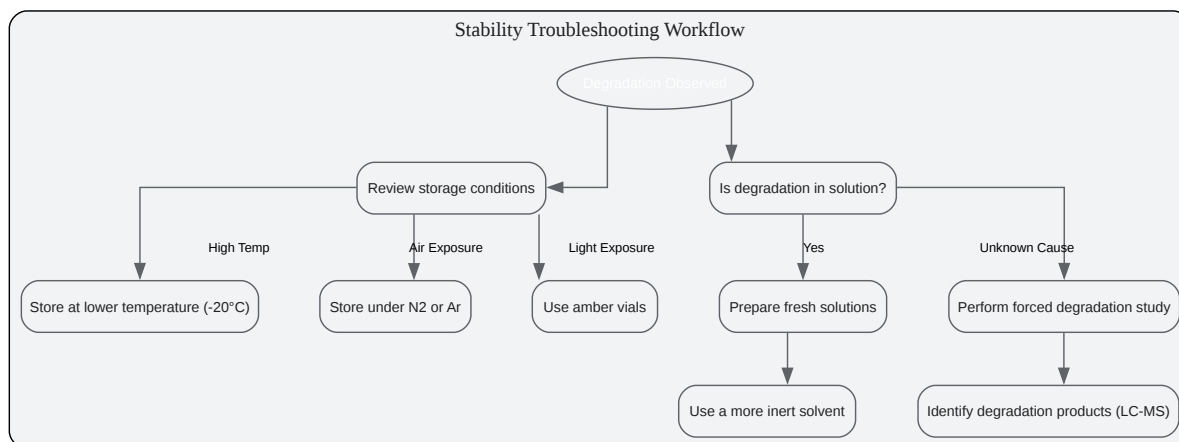 Stability Troubleshooting Workflow
Degradation Observed
Review storage conditions
Is degradation in solution?
High Temp
Air Exposure
Light Exposure
Yes
Unknown Cause
Store at lower temperature (-20°C)
Store under N2 or Ar
Use amber vials
Prepare fresh solutions
Perform forced degradation study
Use a more inert solvent
Identify degradation products (LC-MS)